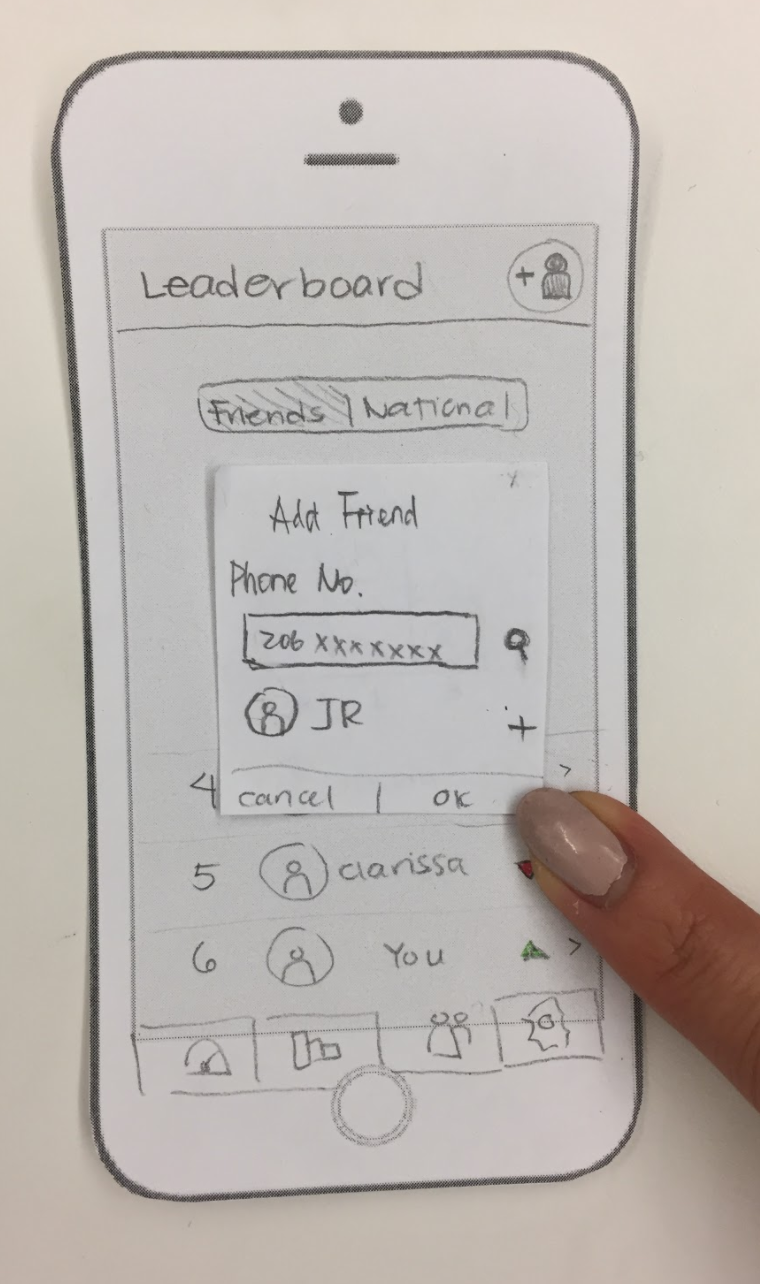 Leaderboard +
Friends | National
Add Friend
Phone No.
206 xxxxxxx
JR +
4 >
cancel | OK
5 clarissa
6 You >